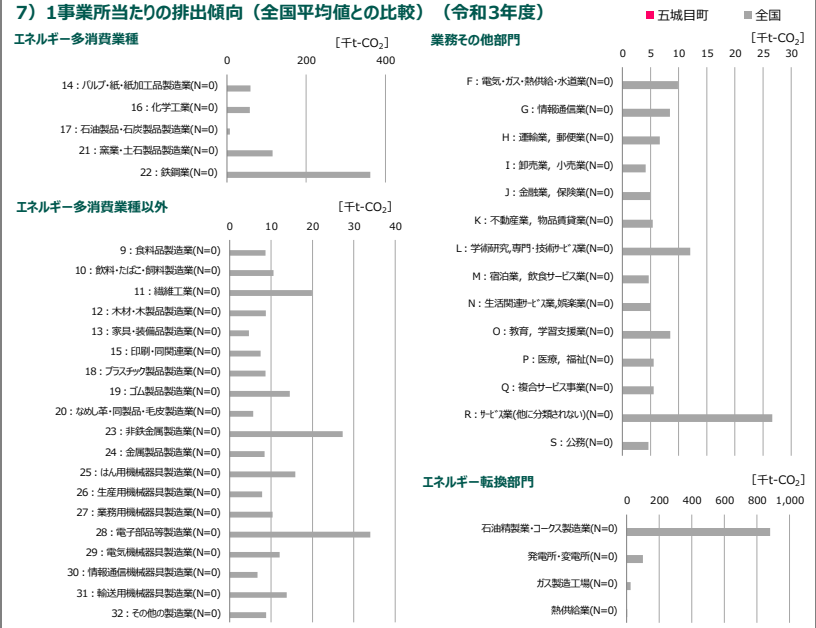 7）1事業所当たりの排出傾向（全国平均値との比較）（令和3年度）
■五城目町 ■全国
エネルギー多消費業種
[千t-CO2]
0 200 400
14：パルプ・紙・紙加工品製造業(N=0)
16：化学工業(N=0)
17：石油製品・石炭製品製造業(N=0)
21：窯業・土石製品製造業(N=0)
22：鉄鋼業(N=0)
エネルギー多消費業種以外
[千t-CO2]
0 10 20 30 40
9：食料品製造業(N=0)
10：飲料・たばこ・飼料製造業(N=0)
11：繊維工業(N=0)
12：木材・木製品製造業(N=0)
13：家具・装備品製造業(N=0)
15：印刷・同関連業(N=0)
18：プラスチック製品製造業(N=0)
19：ゴム製品製造業(N=0)
20：なめし革・同製品・毛皮製造業(N=0)
23：非鉄金属製造業(N=0)
24：金属製品製造業(N=0)
25：はん用機械器具製造業(N=0)
26：生産用機械器具製造業(N=0)
27：業務用機械器具製造業(N=0)
28：電子部品等製造業(N=0)
29：電気機械器具製造業(N=0)
30：情報通信機械器具製造業(N=0)
31：輸送用機械器具製造業(N=0)
32：その他の製造業(N=0)
業務その他部門
[千t-CO2]
0 5 10 15 20 25 30
F：電気・ガス・熱供給・水道業(N=0)
G：情報通信業(N=0)
H：運輸業，郵便業(N=0)
I：卸売業，小売業(N=0)
J：金融業，保険業(N=0)
K：不動産業，物品賃貸業(N=0)
L：学術研究,専門・技術サービス業(N=0)
M：宿泊業，飲食サービス業(N=0)
N：生活関連サービス業,娯楽業(N=0)
O：教育，学習支援業(N=0)
P：医療，福祉(N=0)
Q：複合サービス事業(N=0)
R：サービス業(他に分類されない)(N=0)
S：公務(N=0)
エネルギー転換部門
[千t-CO2]
0 200 400 600 800 1,000
石油精製業・コークス製造業(N=0)
発電所・変電所(N=0)
ガス製造工場(N=0)
熱供給業(N=0)